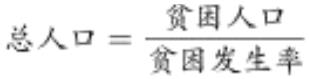 总人口 = 贫困人口 / 贫困发生率